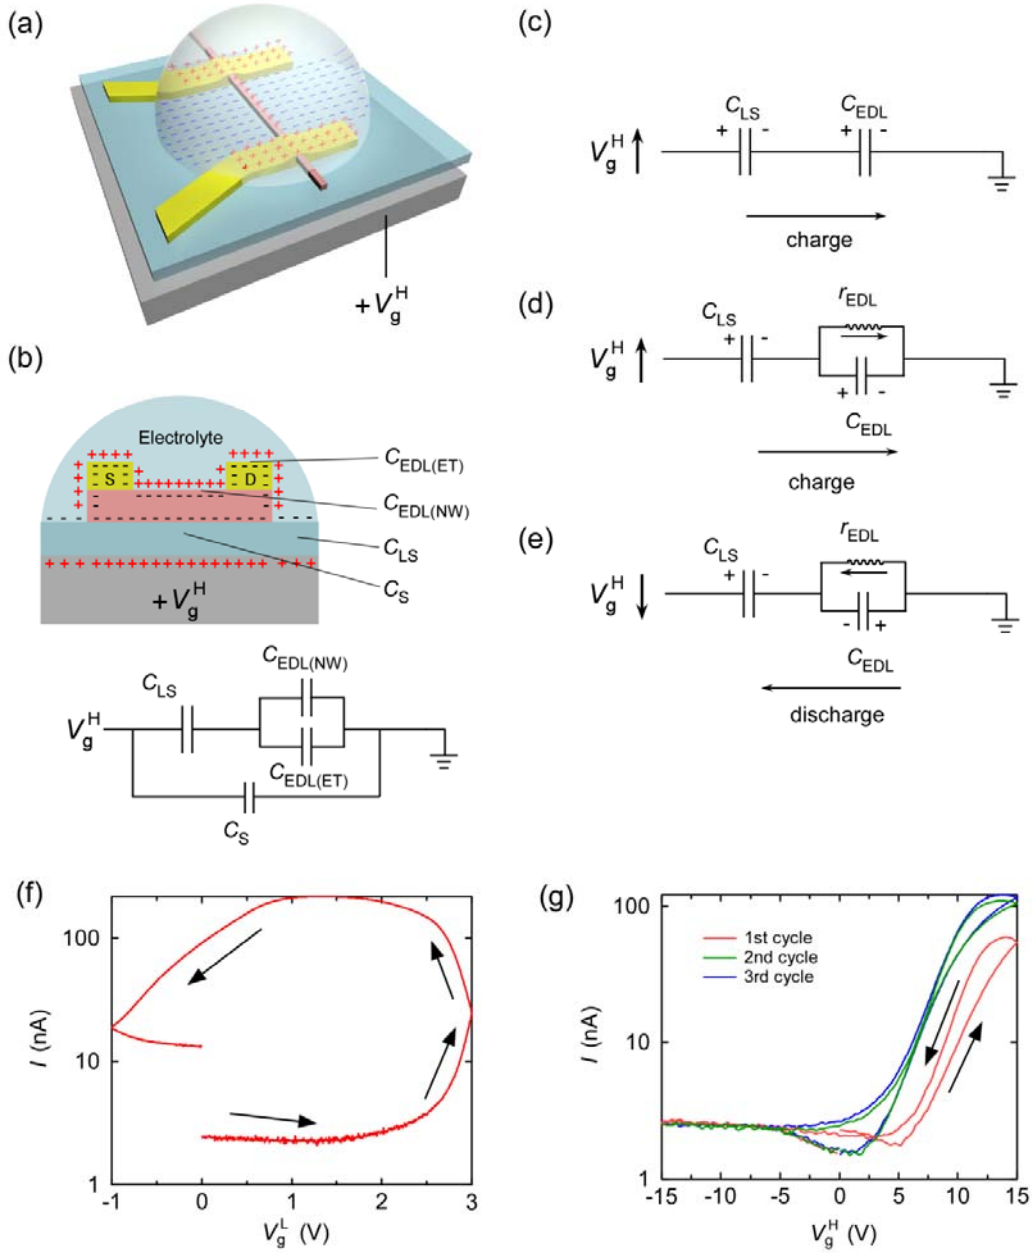 (a)
+V_g^H
(b)
Electrolyte
S
D
C_EDL(ET)
C_EDL(NW)
C_LS
C_S
+V_g^H
C_EDL(NW)
C_LS
V_g^H
C_EDL(ET)
C_S
(c)
C_LS
C_EDL
+ - + -
V_g^H
charge
(d)
r_EDL
C_LS
+ -
V_g^H
+ -
C_EDL
charge
(e)
r_EDL
C_LS
+ -
V_g^H
- +
C_EDL
discharge
(f)
100
10
1
I (nA)
-1 0 1 2 3
V_g^L (V)
(g)
100
10
1
I (nA)
1st cycle
2nd cycle
3rd cycle
-15 -10 -5 0 5 10 15
V_g^H (V)